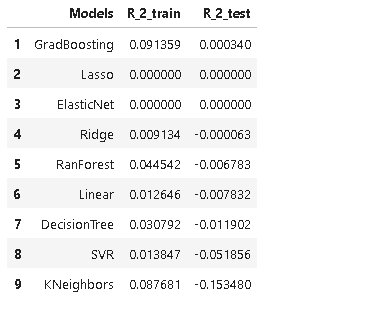 Models R_2_train R_2_test
1 GradBoosting 0.091359 0.000340
2 Lasso 0.000000 0.000000
3 ElasticNet 0.000000 0.000000
4 Ridge 0.009134 -0.000063
5 RanForest 0.044542 -0.006783
6 Linear 0.012646 -0.007832
7 DecisionTree 0.030792 -0.011902
8 SVR 0.013847 -0.051856
9 KNeighbors 0.087681 -0.153480